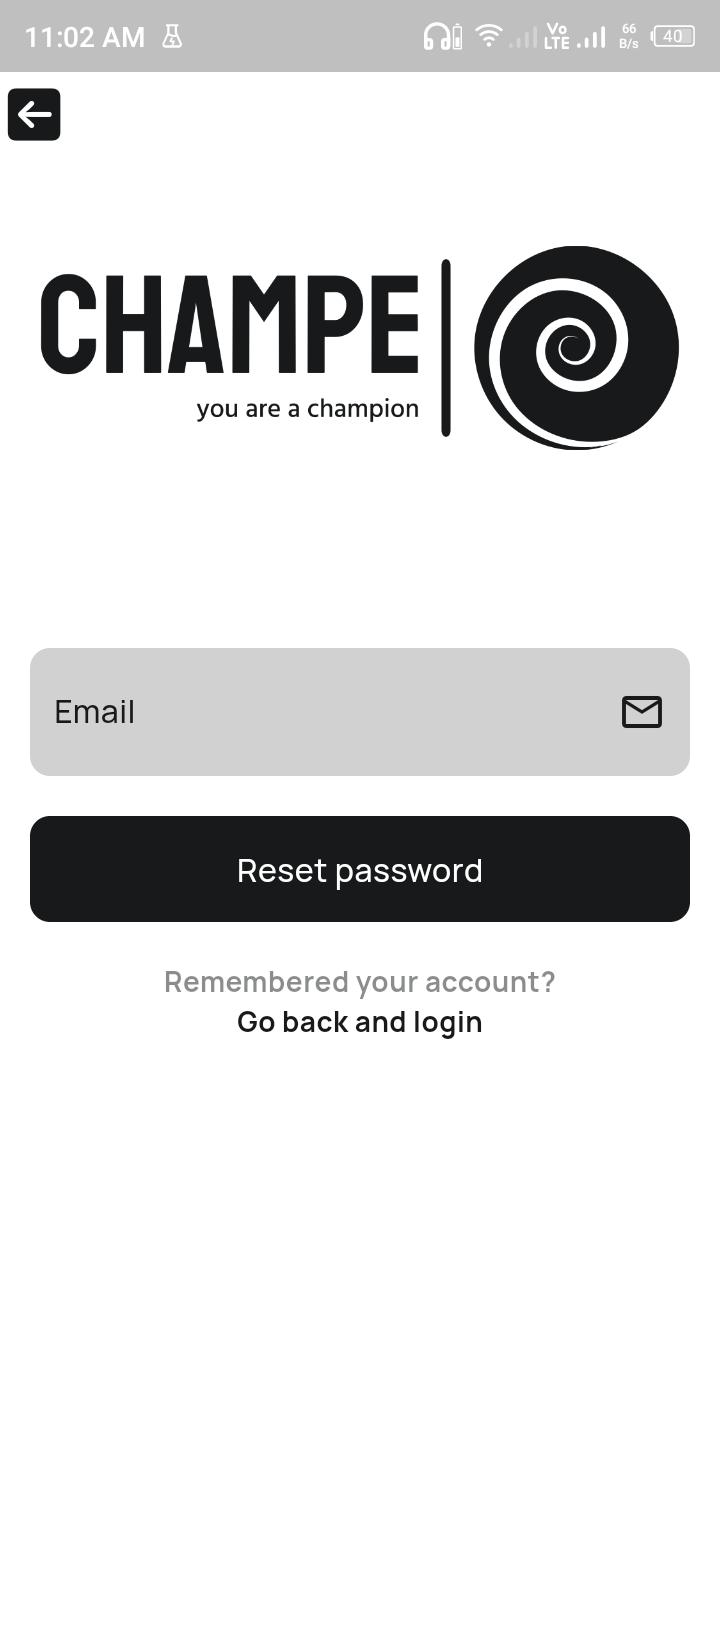 11:02 AM
Vo
LTE
66
B/s
40
CHAMPE
you are a champion
Email
Reset password
Remembered your account?
Go back and login